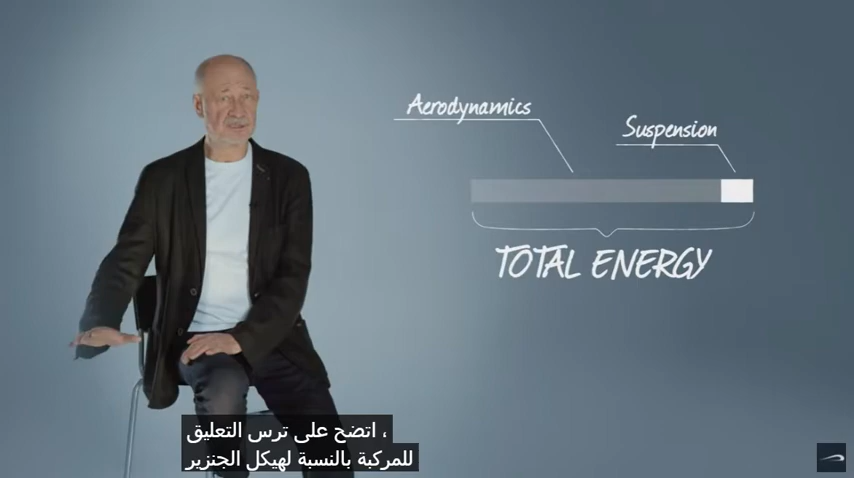 Aerodynamics
Suspension
TOTAL ENERGY
، اتضح على ترس التعليق
للمركبة بالنسبة لهيكل الجنزير